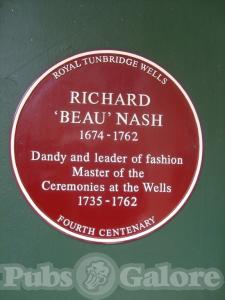 ROYAL TUNBRIDGE WELLS
RICHARD
'BEAU' NASH
1674-1762
Dandy and leader of fashion
Master of the
Ceremonies at the Wells
1735-1762
FOURTH CENTENARY
Pubs Galore